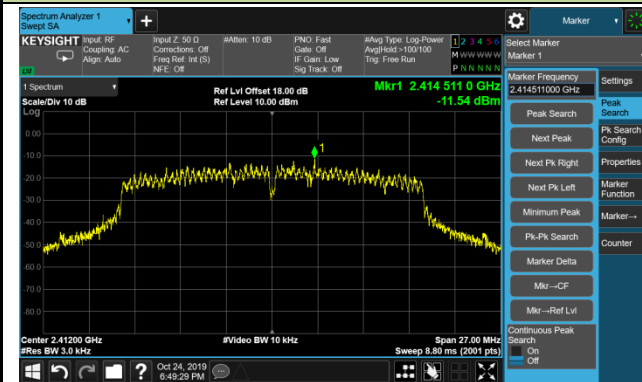 Spectrum Analyzer 1
Swept SA
Marker
KEYSIGHT
Input: RF
Coupling: AC
Align: Auto
Input Z: 50 Ω
Corrections: Off
Freq Ref: Int (S)
NFE: Off
#Atten: 10 dB
PNO: Fast
Gate: Off
IF Gain: Low
Sig Track: Off
#Avg Type: Log-Power
Avg|Hold:>100/100
Trig: Free Run
1 2 3 4 5 6
M W W W W W
P N N N N N
LXI
Select Marker
Marker 1
1 Spectrum
Scale/Div 10 dB
Log
Ref Lvl Offset 18.00 dB
Ref Level 10.00 dBm
Mkr1 2.414 511 0 GHz
-11.54 dBm
0.00
-10.0
-20.0
-30.0
-40.0
-50.0
-60.0
-70.0
-80.0
1
Marker Frequency
2.414511000 GHz
Peak Search
Next Peak
Next Pk Right
Next Pk Left
Minimum Peak
Pk-Pk Search
Marker Delta
Mkr→CF
Mkr→Ref Lvl
Continuous Peak
Search
On
Off
Settings
Peak
Search
Pk Search
Config
Properties
Marker
Function
Marker→
Counter
Center 2.41200 GHz
#Res BW 3.0 kHz
#Video BW 10 kHz
Span 27.00 MHz
Sweep 8.80 ms (2001 pts)
?
Oct 24, 2019
6:49:29 PM